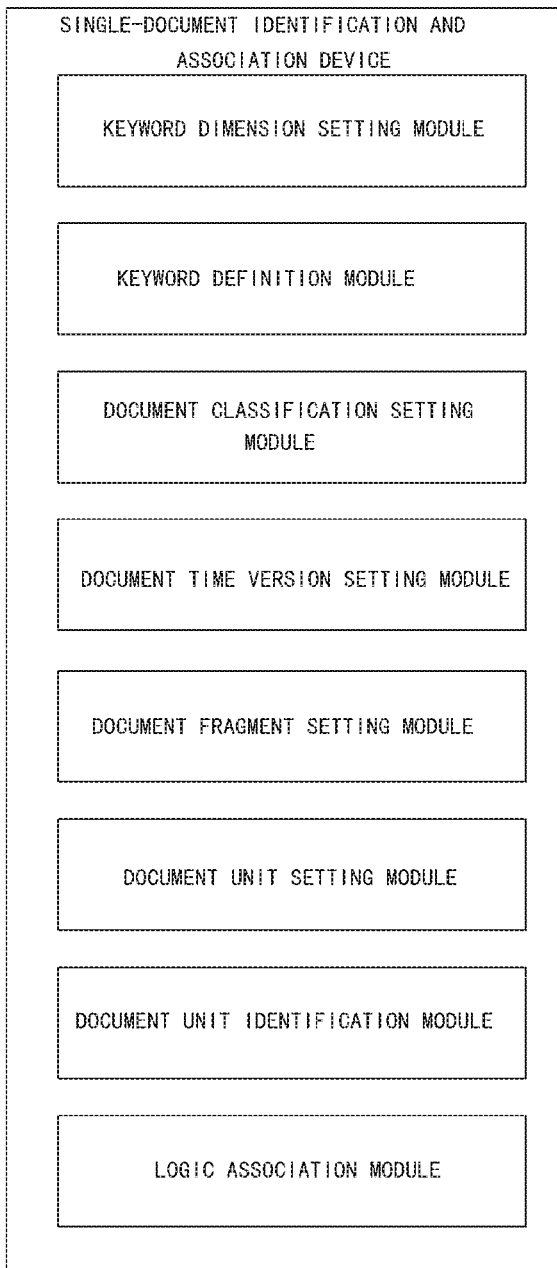 SINGLE-DOCUMENT IDENTIFICATION AND
ASSOCIATION DEVICE
KEYWORD DIMENSION SETTING MODULE
KEYWORD DEFINITION MODULE
DOCUMENT CLASSIFICATION SETTING
MODULE
DOCUMENT TIME VERSION SETTING MODULE
DOCUMENT FRAGMENT SETTING MODULE
DOCUMENT UNIT SETTING MODULE
DOCUMENT UNIT IDENTIFICATION MODULE
LOGIC ASSOCIATION MODULE